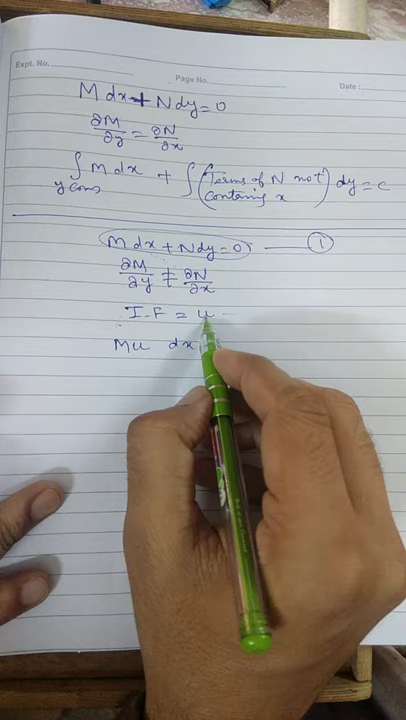 Expt. No.
Page No.
Date :
M dx + N dy = 0
∂M/∂y = ∂N/∂x
∫ M dx + ∫ (Terms of N not containing x) dy = c
y cons
M dx + N dy = 0 — ①
∂M/∂y ≠ ∂N/∂x
I.F = u
Mu dx